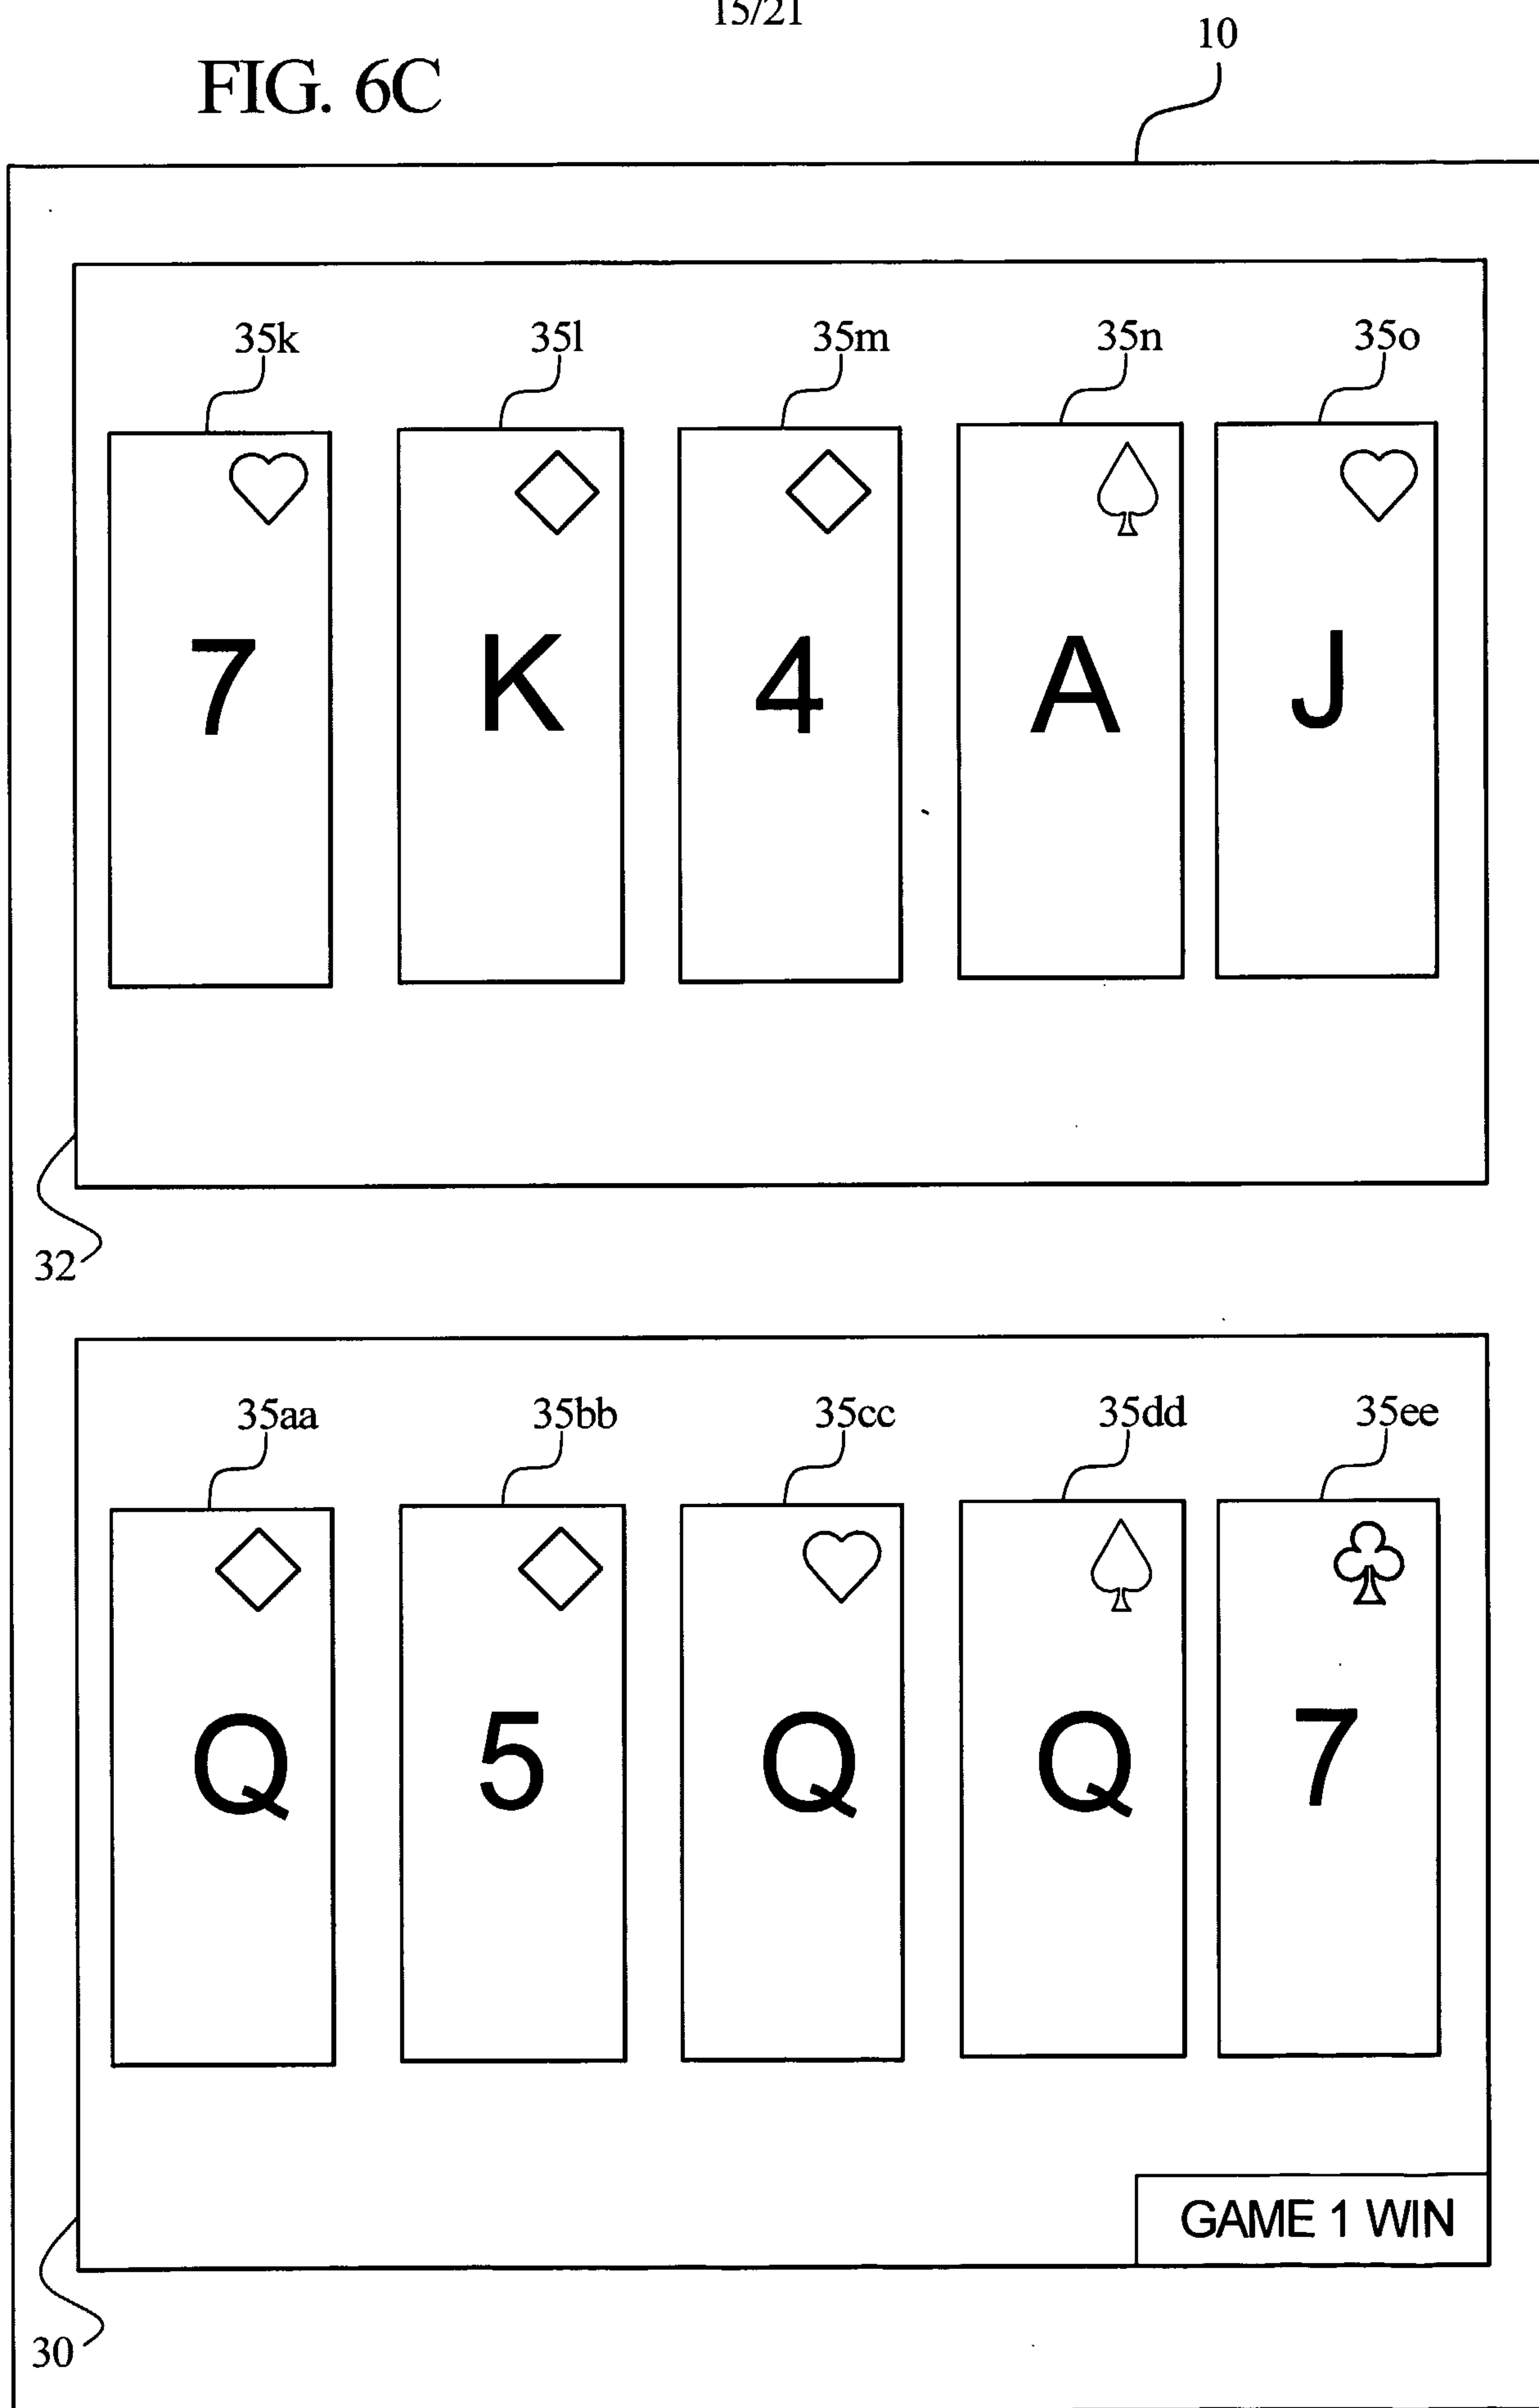 15/21
FIG. 6C
10
35k 35l 35m 35n 35o
7 K 4 A J
32
35aa 35bb 35cc 35dd 35ee
Q 5 Q Q 7
GAME 1 WIN
30